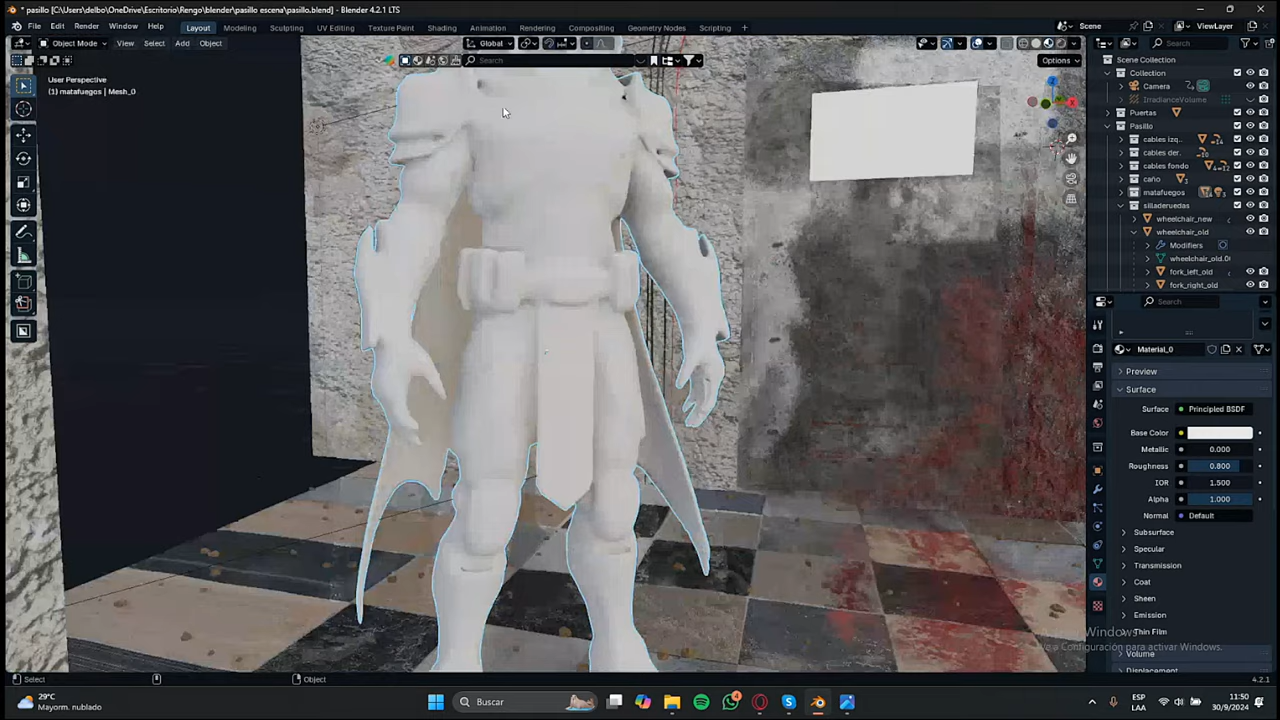 * pasillo [C:\Users\delbo\OneDrive\Escritorio\Rengo\blender\pasillo escena\pasillo.blend] - Blender 4.2.1 LTS
File Edit Render Window Help Layout Modeling Sculpting UV Editing Texture Paint Shading Animation Rendering Compositing Geometry Nodes Scripting + Scene ViewLayer
Object Mode View Select Add Object Global Search
Search Options
User Perspective
(1) matafuegos | Mesh_0
Scene Collection
Collection
Camera
IrradianceVolume
Puertas
Pasillo
cables izq..
cables der.
cables fondo
caño
matafuegos
silladeruedas
wheelchair_new
wheelchair_old
Modifiers
wheelchair_old.0
fork_left_old
fork_right_old
Search
Material_0
Preview
Surface
Surface Principled BSDF
Base Color
Metallic 0.000
Roughness 0.800
IOR 1.500
Alpha 1.000
Normal Default
Subsurface
Specular
Transmission
Coat
Sheen
Emission
Thin Film
Volume
Windows
a Configuración para activar Windows.
Select Object 4.2.1
29°C
Mayorm. nublado
Buscar
4
ESP
LAA
11:50
30/9/2024